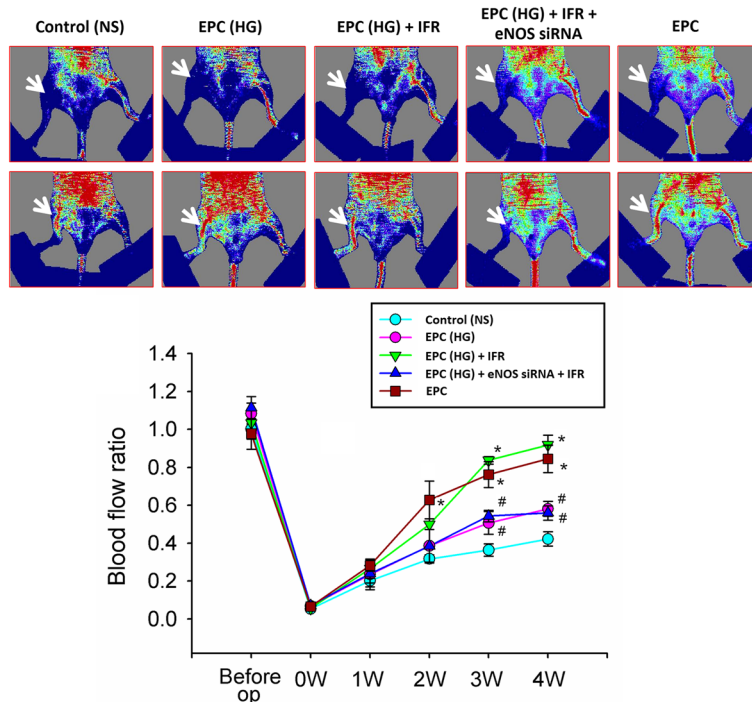 Control (NS)
EPC (HG)
EPC (HG) + IFR
EPC (HG) + IFR +
eNOS siRNA
EPC
Control (NS)
EPC (HG)
EPC (HG) + IFR
EPC (HG) + eNOS siRNA + IFR
EPC
Blood flow ratio
1.4
1.2
1.0
0.8
0.6
0.4
0.2
0.0
*
*
*
*
*
#
#
#
#
Before
op
0W
1W
2W
3W
4W